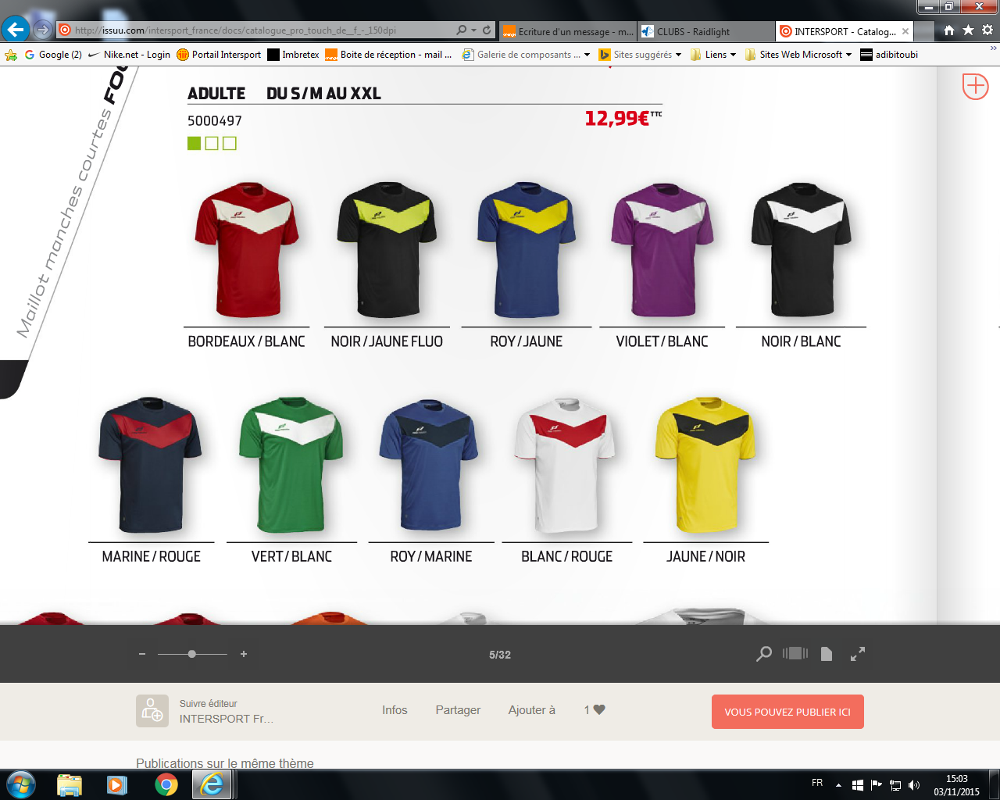 http://issuu.com/intersport_france/docs/catalogue_pro_touch_de__f_-_150dpi
Ecriture d'un message - m...
CLUBS - Raidlight
INTERSPORT - Catalog...
Google (2)
Nike.net - Login
Portail Intersport
Imbretex
Boite de réception - mail ...
Galerie de composants ...
Sites suggérés
Liens
Sites Web Microsoft
adibitoubi
Maillot manches courtes FOO
ADULTE DU S/M AU XXL
5000497
12,99€ TTC
BORDEAUX / BLANC
NOIR / JAUNE FLUO
ROY / JAUNE
VIOLET / BLANC
NOIR / BLANC
MARINE / ROUGE
VERT / BLANC
ROY / MARINE
BLANC / ROUGE
JAUNE / NOIR
5/32
Suivre éditeur
INTERSPORT Fr...
Infos
Partager
Ajouter à
1
VOUS POUVEZ PUBLIER ICI
Publications sur le même thème
FR
15:03
03/11/2015